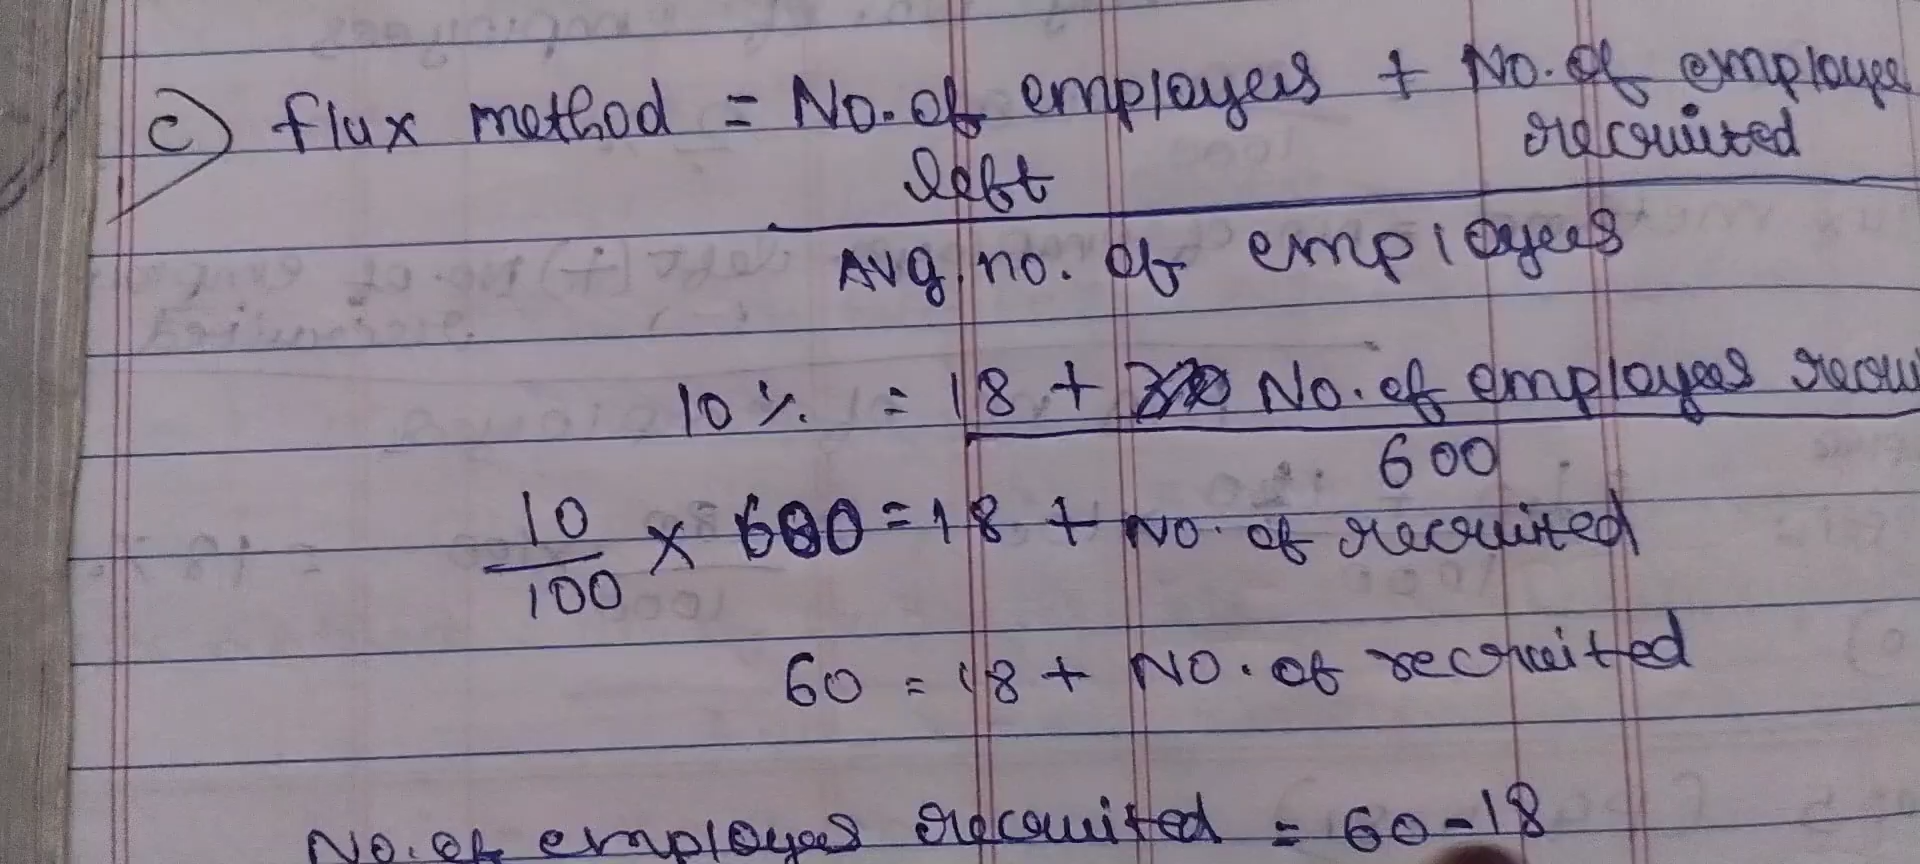 c) flux method = No. of employees + No. of employee
left recruited
Avg. no. of employees
10 % = 18 + No. of employees
600
10/100 × 600 = 18 + No. of recruited
60 = 18 + No. of recruited
No. of employees recruited = 60 - 18